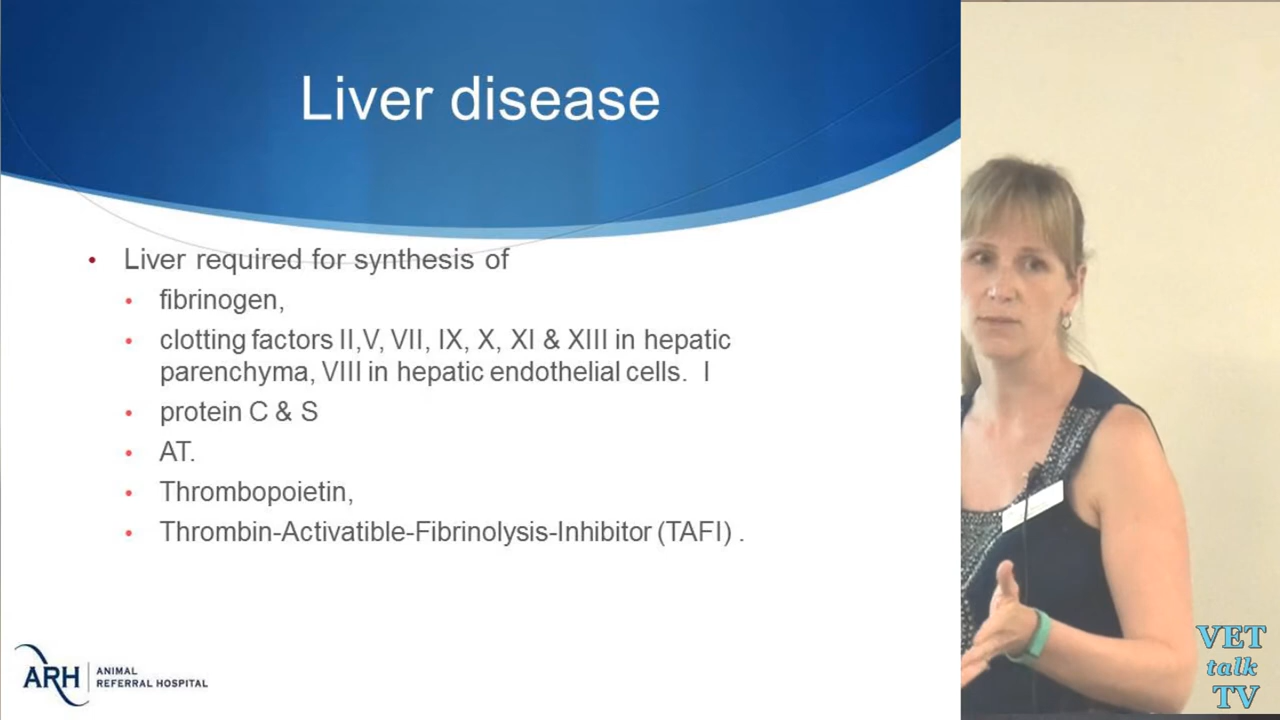 Liver disease
• Liver required for synthesis of
• fibrinogen,
• clotting factors II,V, VII, IX, X, XI & XIII in hepatic
parenchyma, VIII in hepatic endothelial cells. I
• protein C & S
• AT.
• Thrombopoietin,
• Thrombin-Activatible-Fibrinolysis-Inhibitor (TAFI) .
ARH
ANIMAL
REFERRAL HOSPITAL
VET
talk
TV